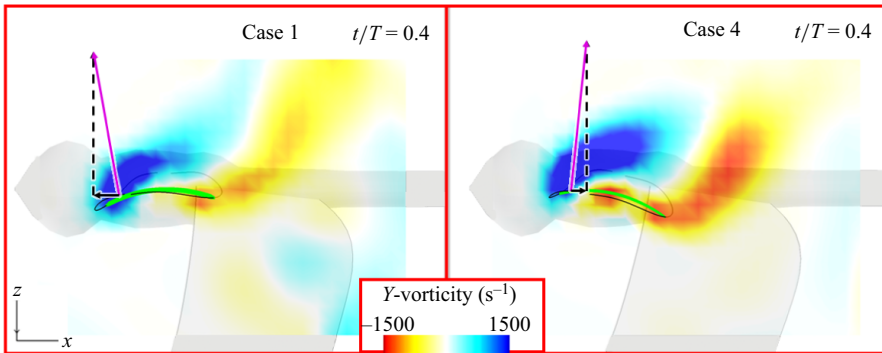 Case 1 t/T = 0.4
Case 4 t/T = 0.4
z
x
Y-vorticity (s⁻¹)
–1500 1500